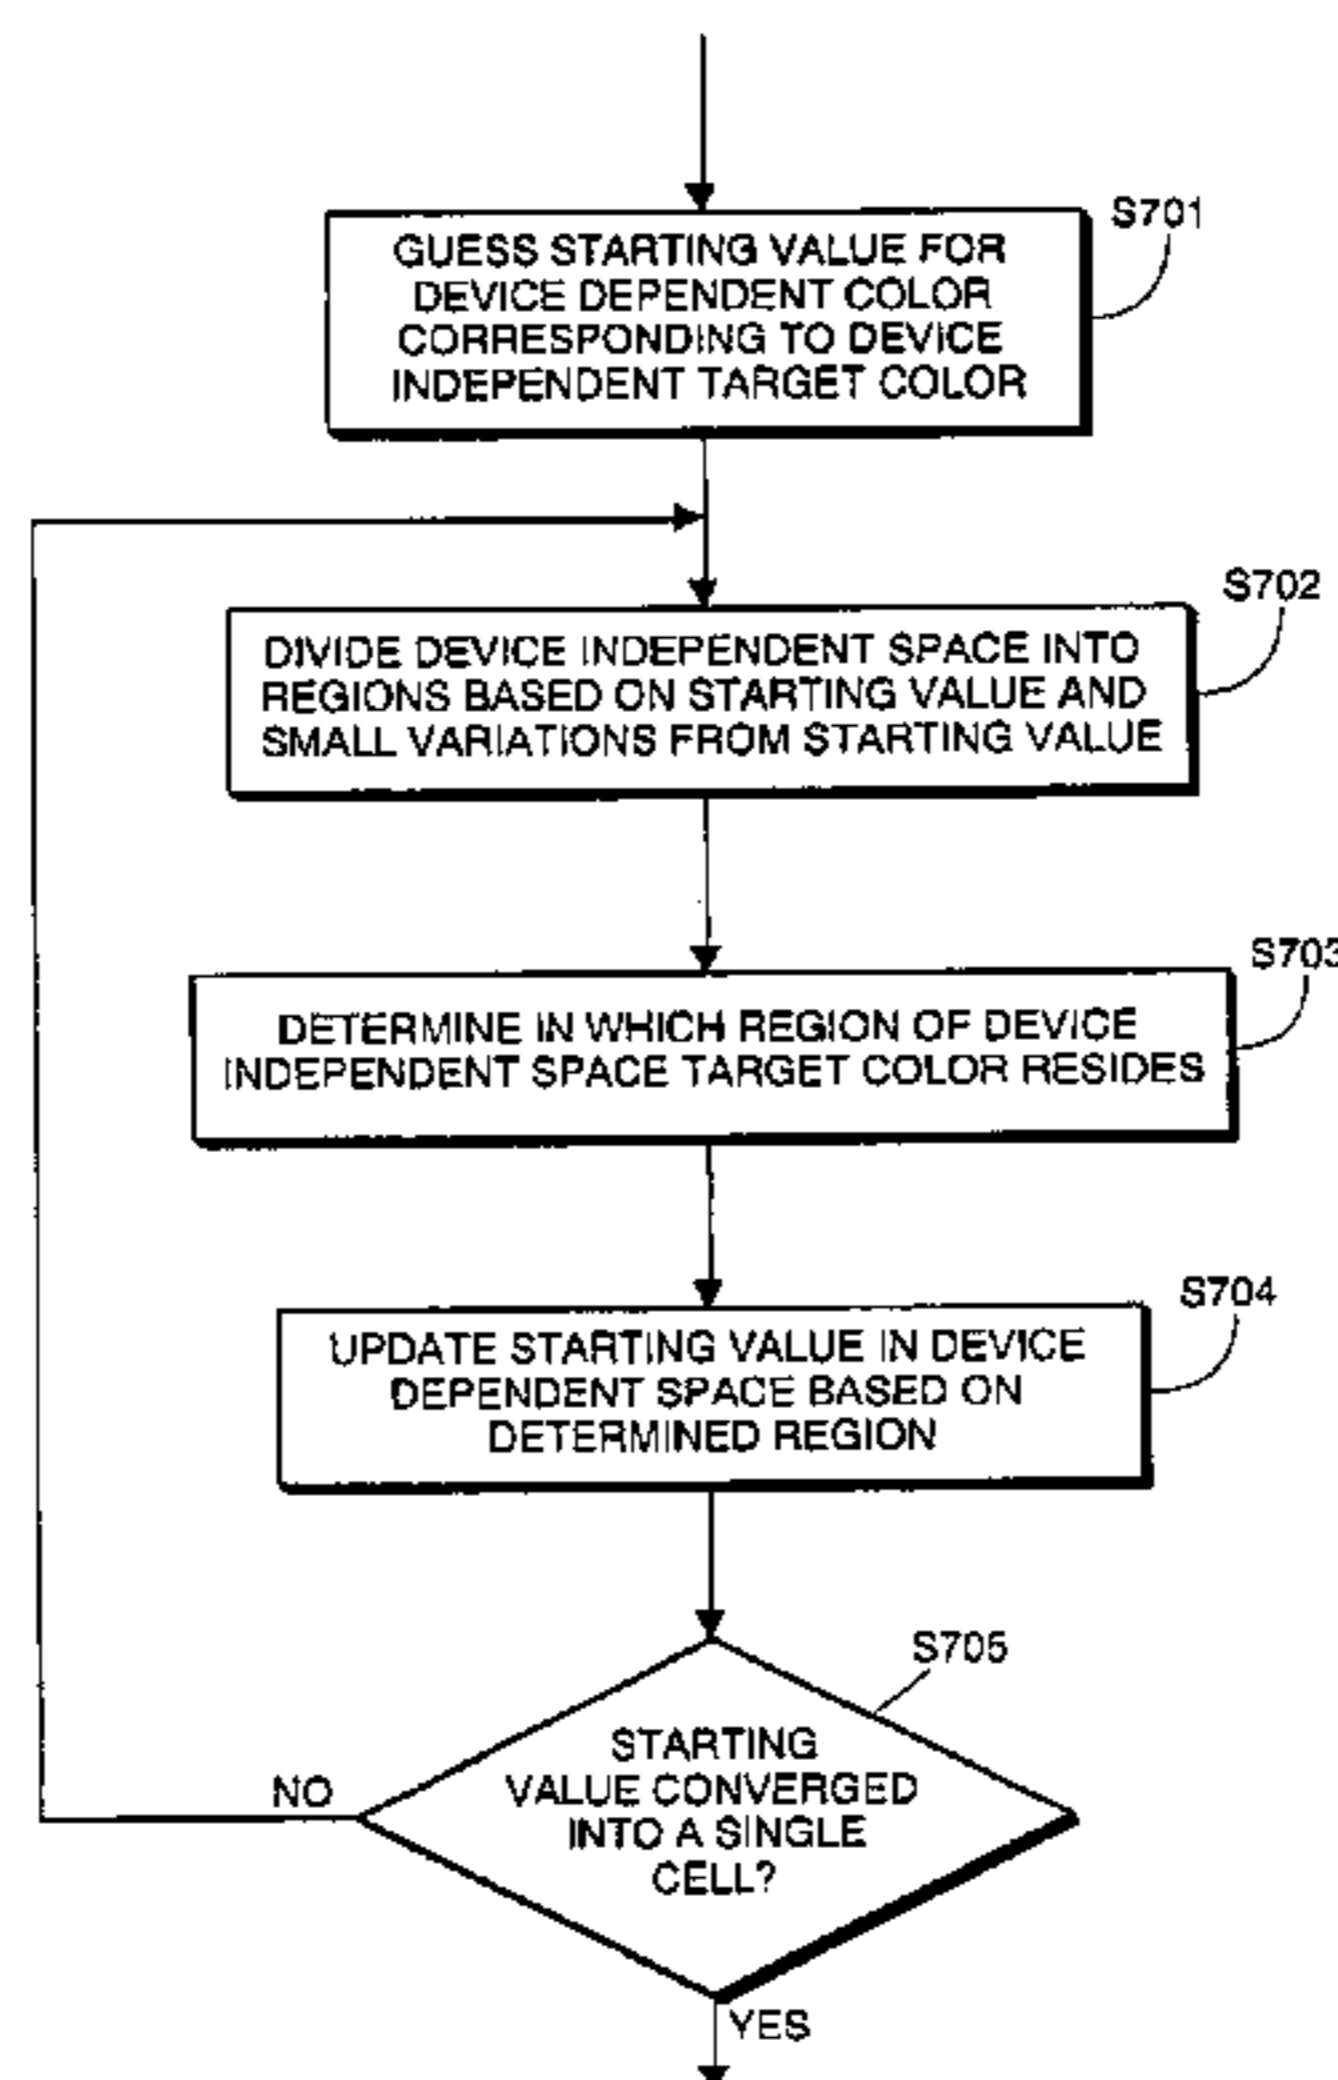 S701
GUESS STARTING VALUE FOR
DEVICE DEPENDENT COLOR
CORRESPONDING TO DEVICE
INDEPENDENT TARGET COLOR
S702
DIVIDE DEVICE INDEPENDENT SPACE INTO
REGIONS BASED ON STARTING VALUE AND
SMALL VARIATIONS FROM STARTING VALUE
S703
DETERMINE IN WHICH REGION OF DEVICE
INDEPENDENT SPACE TARGET COLOR RESIDES
S704
UPDATE STARTING VALUE IN DEVICE
DEPENDENT SPACE BASED ON
DETERMINED REGION
S705
STARTING
VALUE CONVERGED
INTO A SINGLE
CELL?
NO
YES